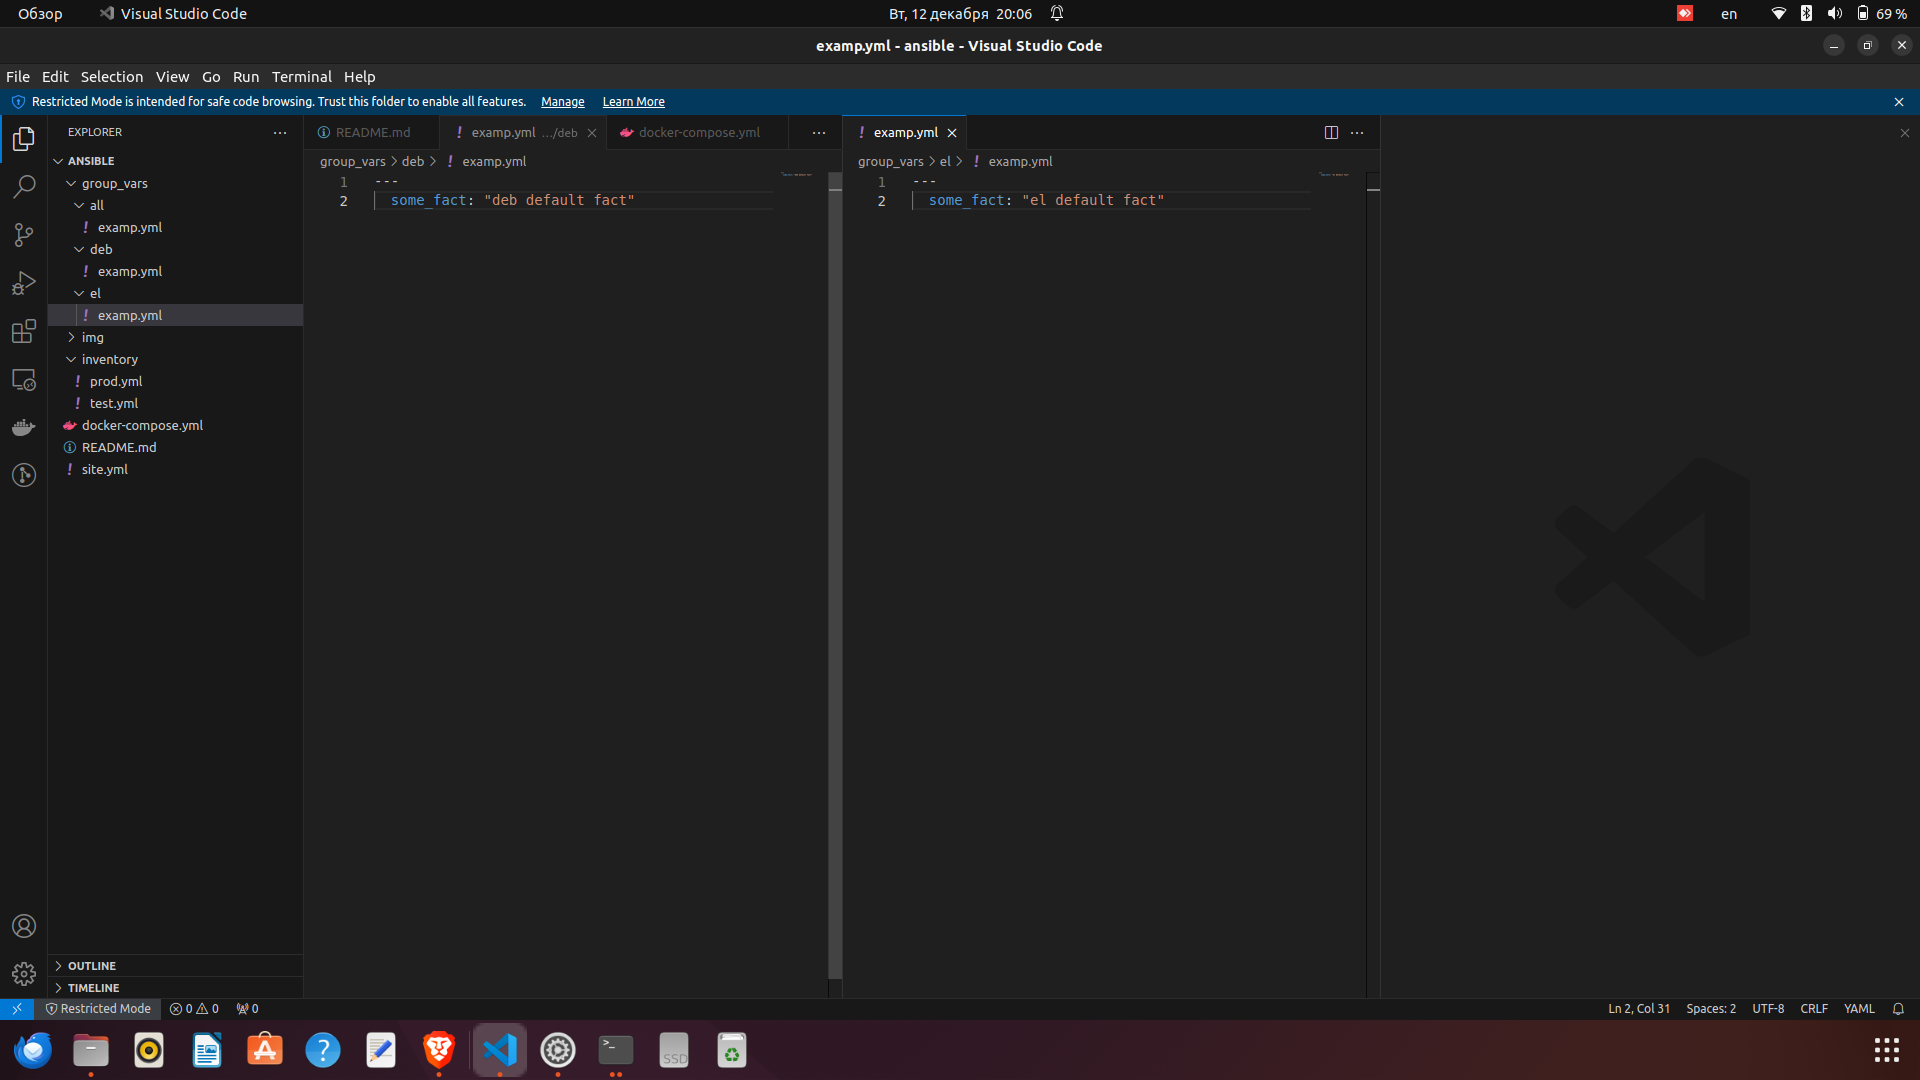 Обзор
Visual Studio Code
Вт, 12 декабря 20:06
en
69 %
examp.yml - ansible - Visual Studio Code
File Edit Selection View Go Run Terminal Help
Restricted Mode is intended for safe code browsing. Trust this folder to enable all features. Manage Learn More
EXPLORER
ANSIBLE
group_vars
all
examp.yml
deb
examp.yml
el
examp.yml
img
inventory
prod.yml
test.yml
docker-compose.yml
README.md
site.yml
OUTLINE
TIMELINE
README.md
examp.yml .../deb
docker-compose.yml
group_vars > deb > examp.yml
1 ---
2 some_fact: "deb default fact"
examp.yml
group_vars > el > examp.yml
1 ---
2 some_fact: "el default fact"
Restricted Mode
0 0
0
Ln 2, Col 31
Spaces: 2
UTF-8
CRLF
YAML
SSD